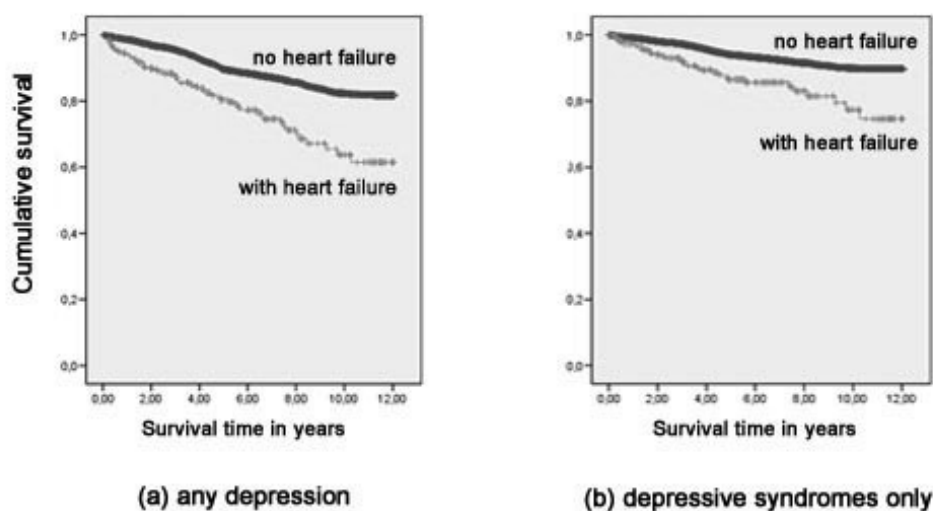 Cumulative survival
1,0
0,8
0,6
0,4
0,2
0,0
no heart failure
with heart failure
0,00 2,00 4,00 6,00 8,00 10,00 12,00
Survival time in years
(a) any depression
1,0
0,8
0,6
0,4
0,2
0,0
no heart failure
with heart failure
0,00 2,00 4,00 6,00 8,00 10,00 12,00
Survival time in years
(b) depressive syndromes only